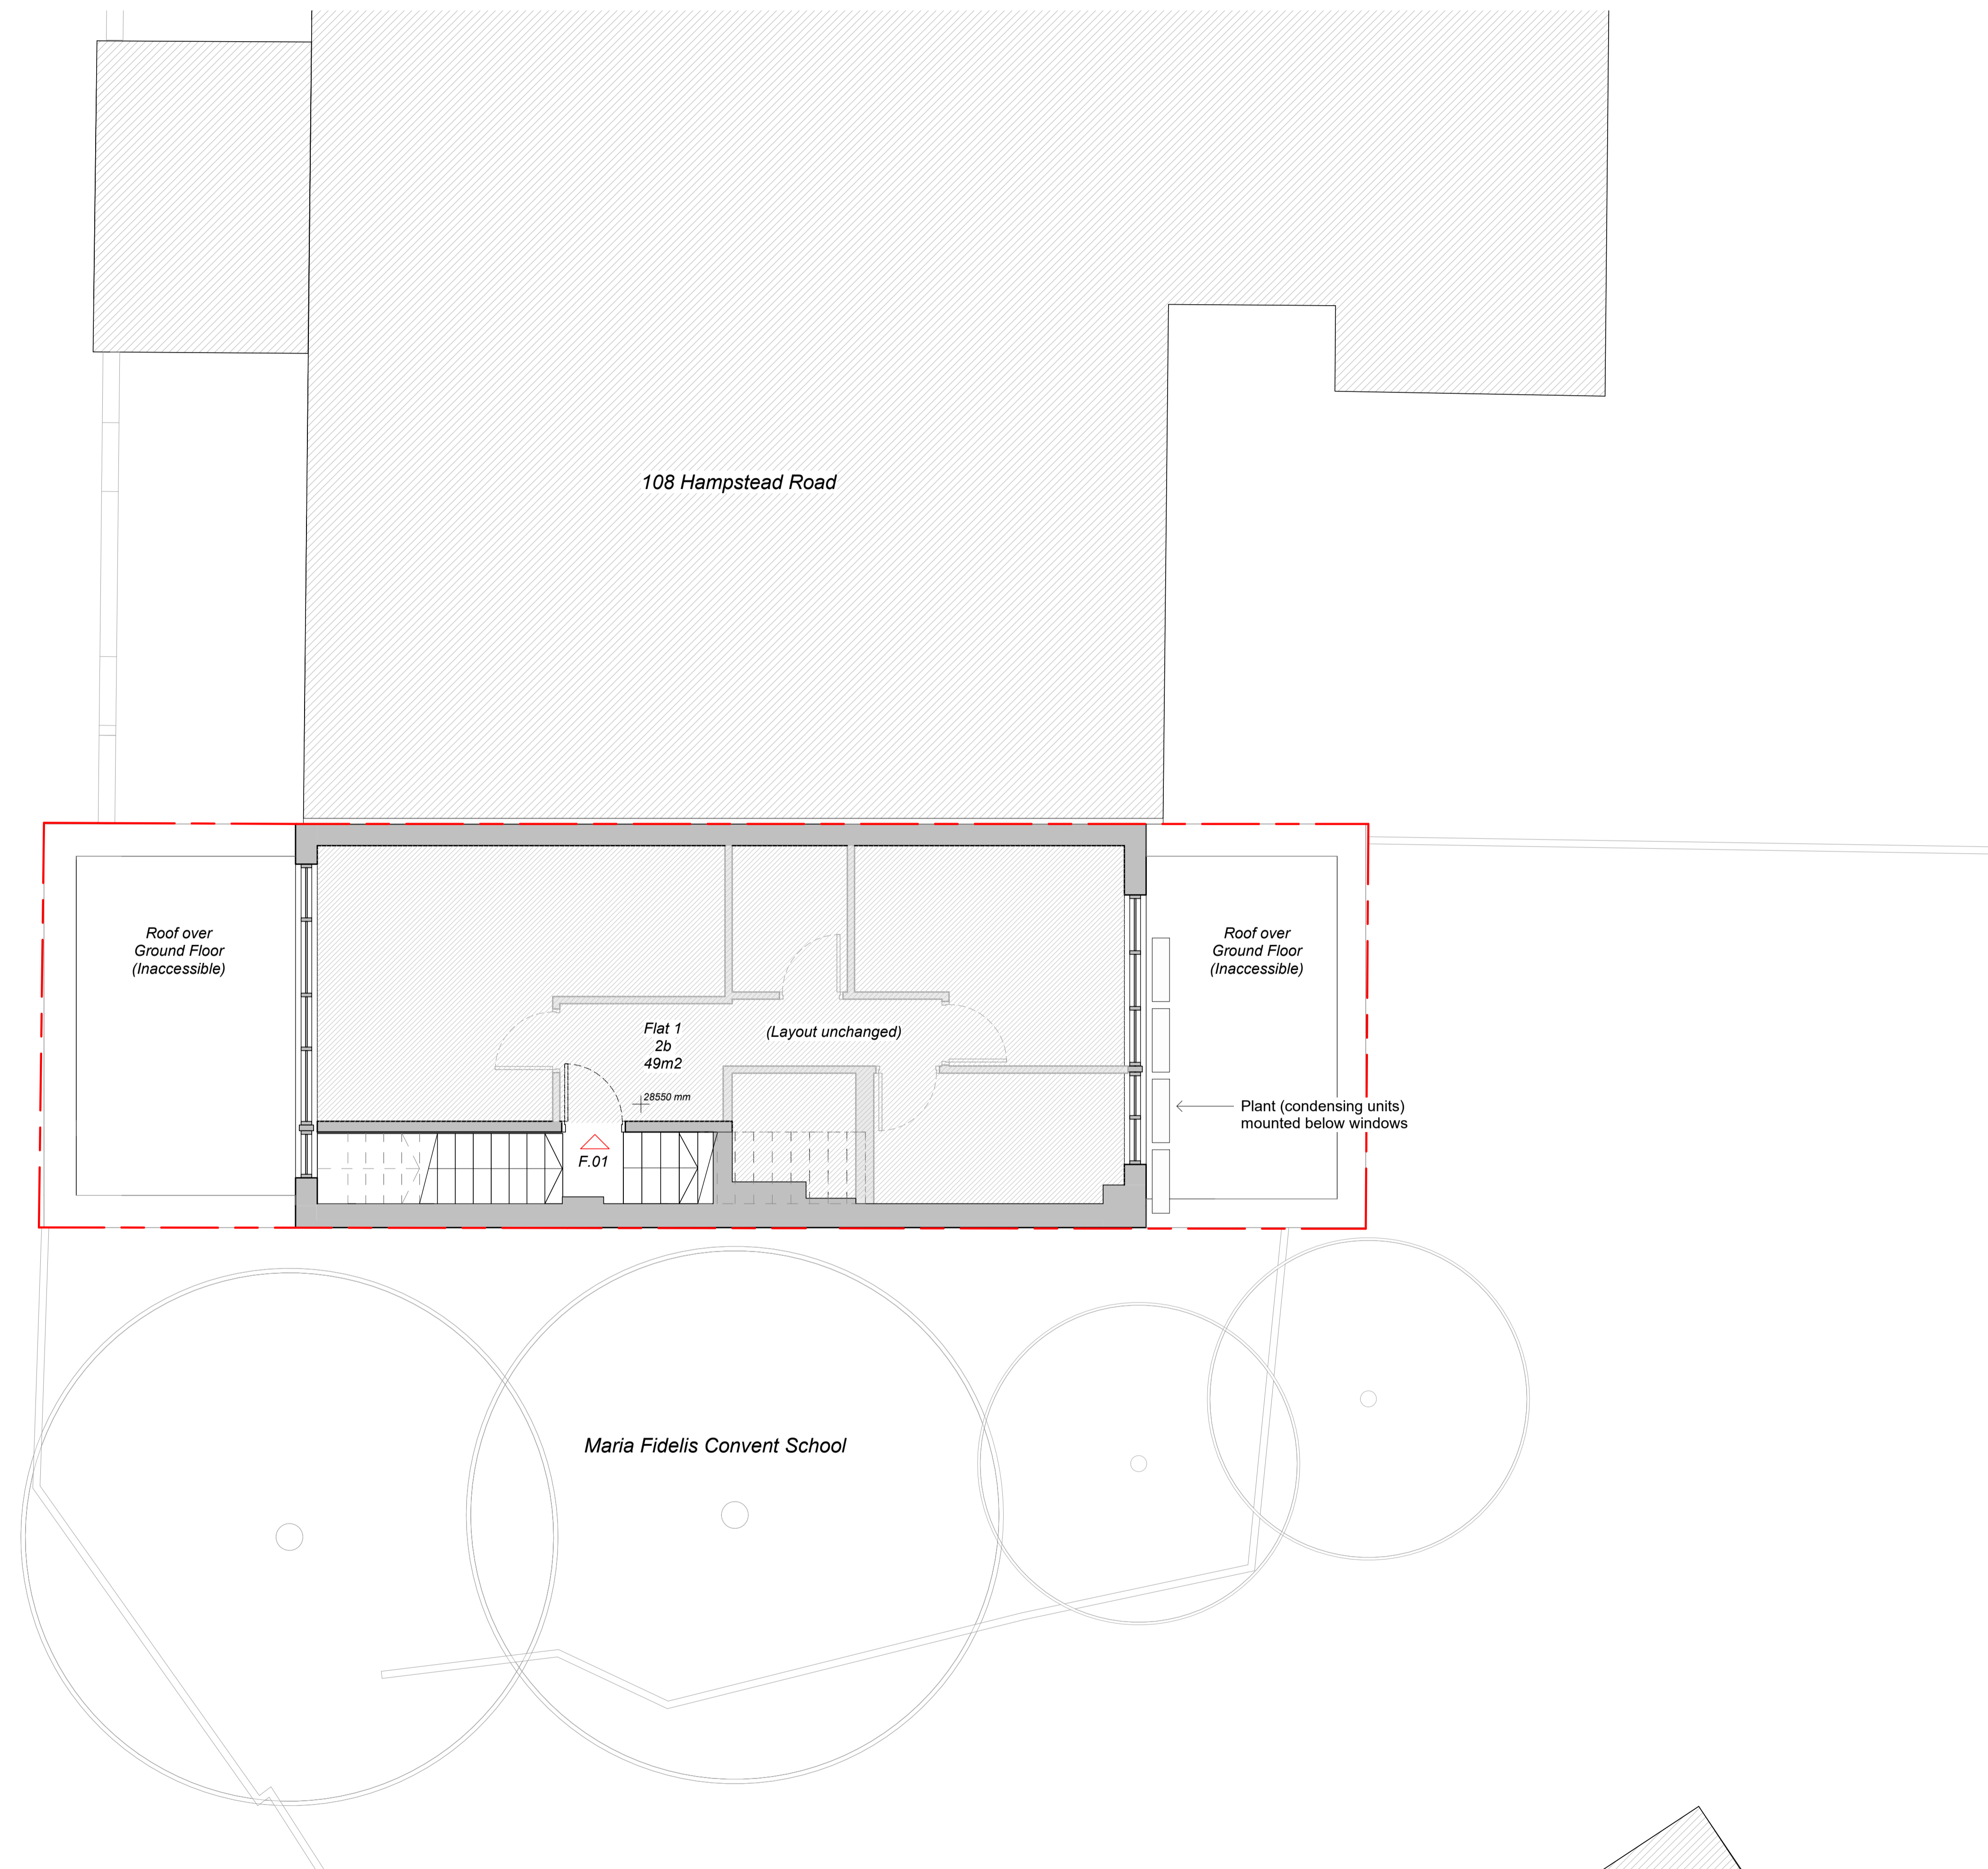 108 Hampstead Road
Roof over
Ground Floor
(Inaccessible)
Roof over
Ground Floor
(Inaccessible)
Flat 1
2b
49m2
(Layout unchanged)
28550 mm
Plant (condensing units)
mounted below windows
F.01
Maria Fidelis Convent School